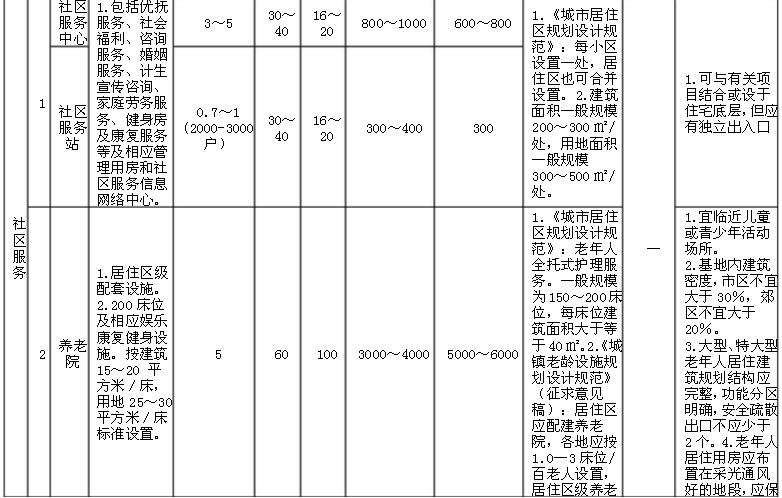 社区服务
1
社区
服务
中心
1.包括优抚
服务、社会
福利、咨询
服务、婚姻
服务、计生
宣传咨询、
家庭劳务服
务、健身房
及康复服务
等及相应管
理用房和社
区服务信息
网络中心。
3～5
30～
40
16～
20
800～1000
600～800
1.《城市居住
区规划设计规
范》：每小区
设置一处，居
住区也可合并
设置。2.建筑
面积一般规模
200～300㎡/
处，用地面积
一般规模
300～500㎡/
处。
1.可与有关项
目结合或设于
住宅底层，但应
有独立出入口
社区
服务
站
0.7～1
(2000-3000
户)
30～
40
16～
20
300～400
300
2
养老
院
1.居住区级
配套设施。
2.200床位
及相应娱乐
康复健身设
施。按建筑
15～20 平
方米/床，
用地25～30
平方米/床
标准设置。
5
60
100
3000～4000
5000～6000
1.《城市居住
区规划设计规
范》：老年人
全托式护理服
务。一般规模
为150～200床
位，每床位建
筑面积大于等
于40㎡。2.《城
镇老龄设施规
划设计规范》
（征求意见
稿）：居住区
应配建养老
院，各地应按
1.0—3床位/
百老人设置，
居住区级养老
—
1.宜临近儿童
或青少年活动
场所。
2.基地内建筑
密度，市区不宜
大于30%，郊
区不宜大于
20%。
3.大型、特大型
老年人居住建
筑规划结构应
完整，功能分区
明确，安全疏散
出口不应少于
2个。4.老年人
居住用房应布
置在采光通风
好的地段，应保